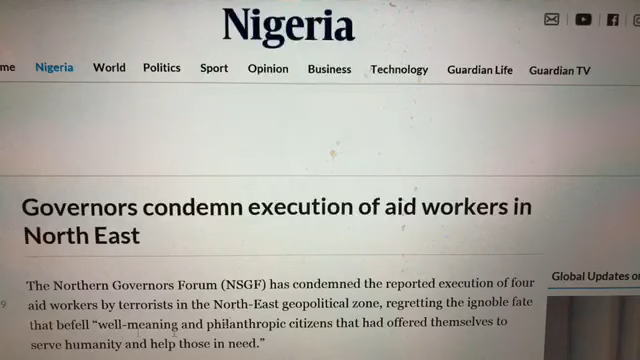 Nigeria
me Nigeria World Politics Sport Opinion Business Technology Guardian Life Guardian TV
Governors condemn execution of aid workers in
North East
Global Updates
The Northern Governors Forum (NSGF) has condemned the reported execution of four
9 aid workers by terrorists in the North-East geopolitical zone, regretting the ignoble fate
that befell “well-meaning and philanthropic citizens that had offered themselves to
serve humanity and help those in need.”